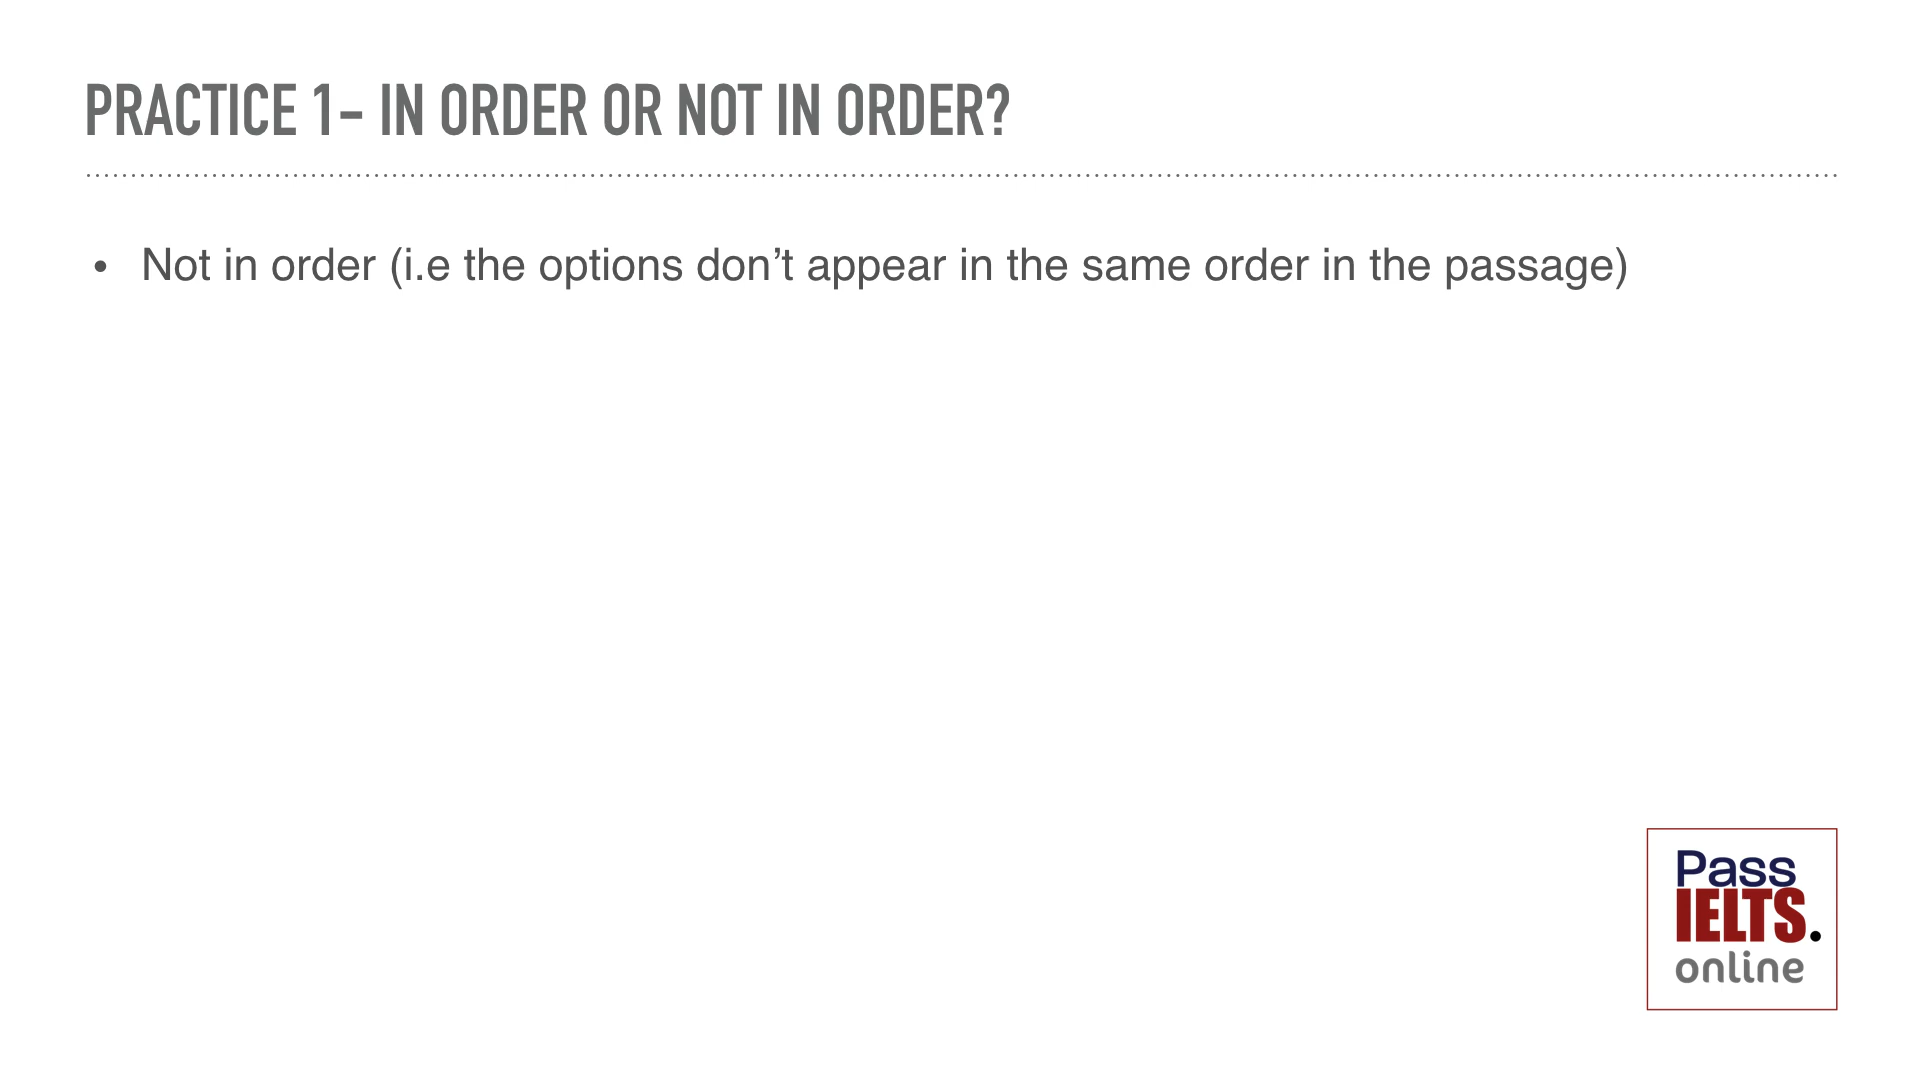 PRACTICE 1- IN ORDER OR NOT IN ORDER?
• Not in order (i.e the options don’t appear in the same order in the passage)
Pass
IELTS.
online